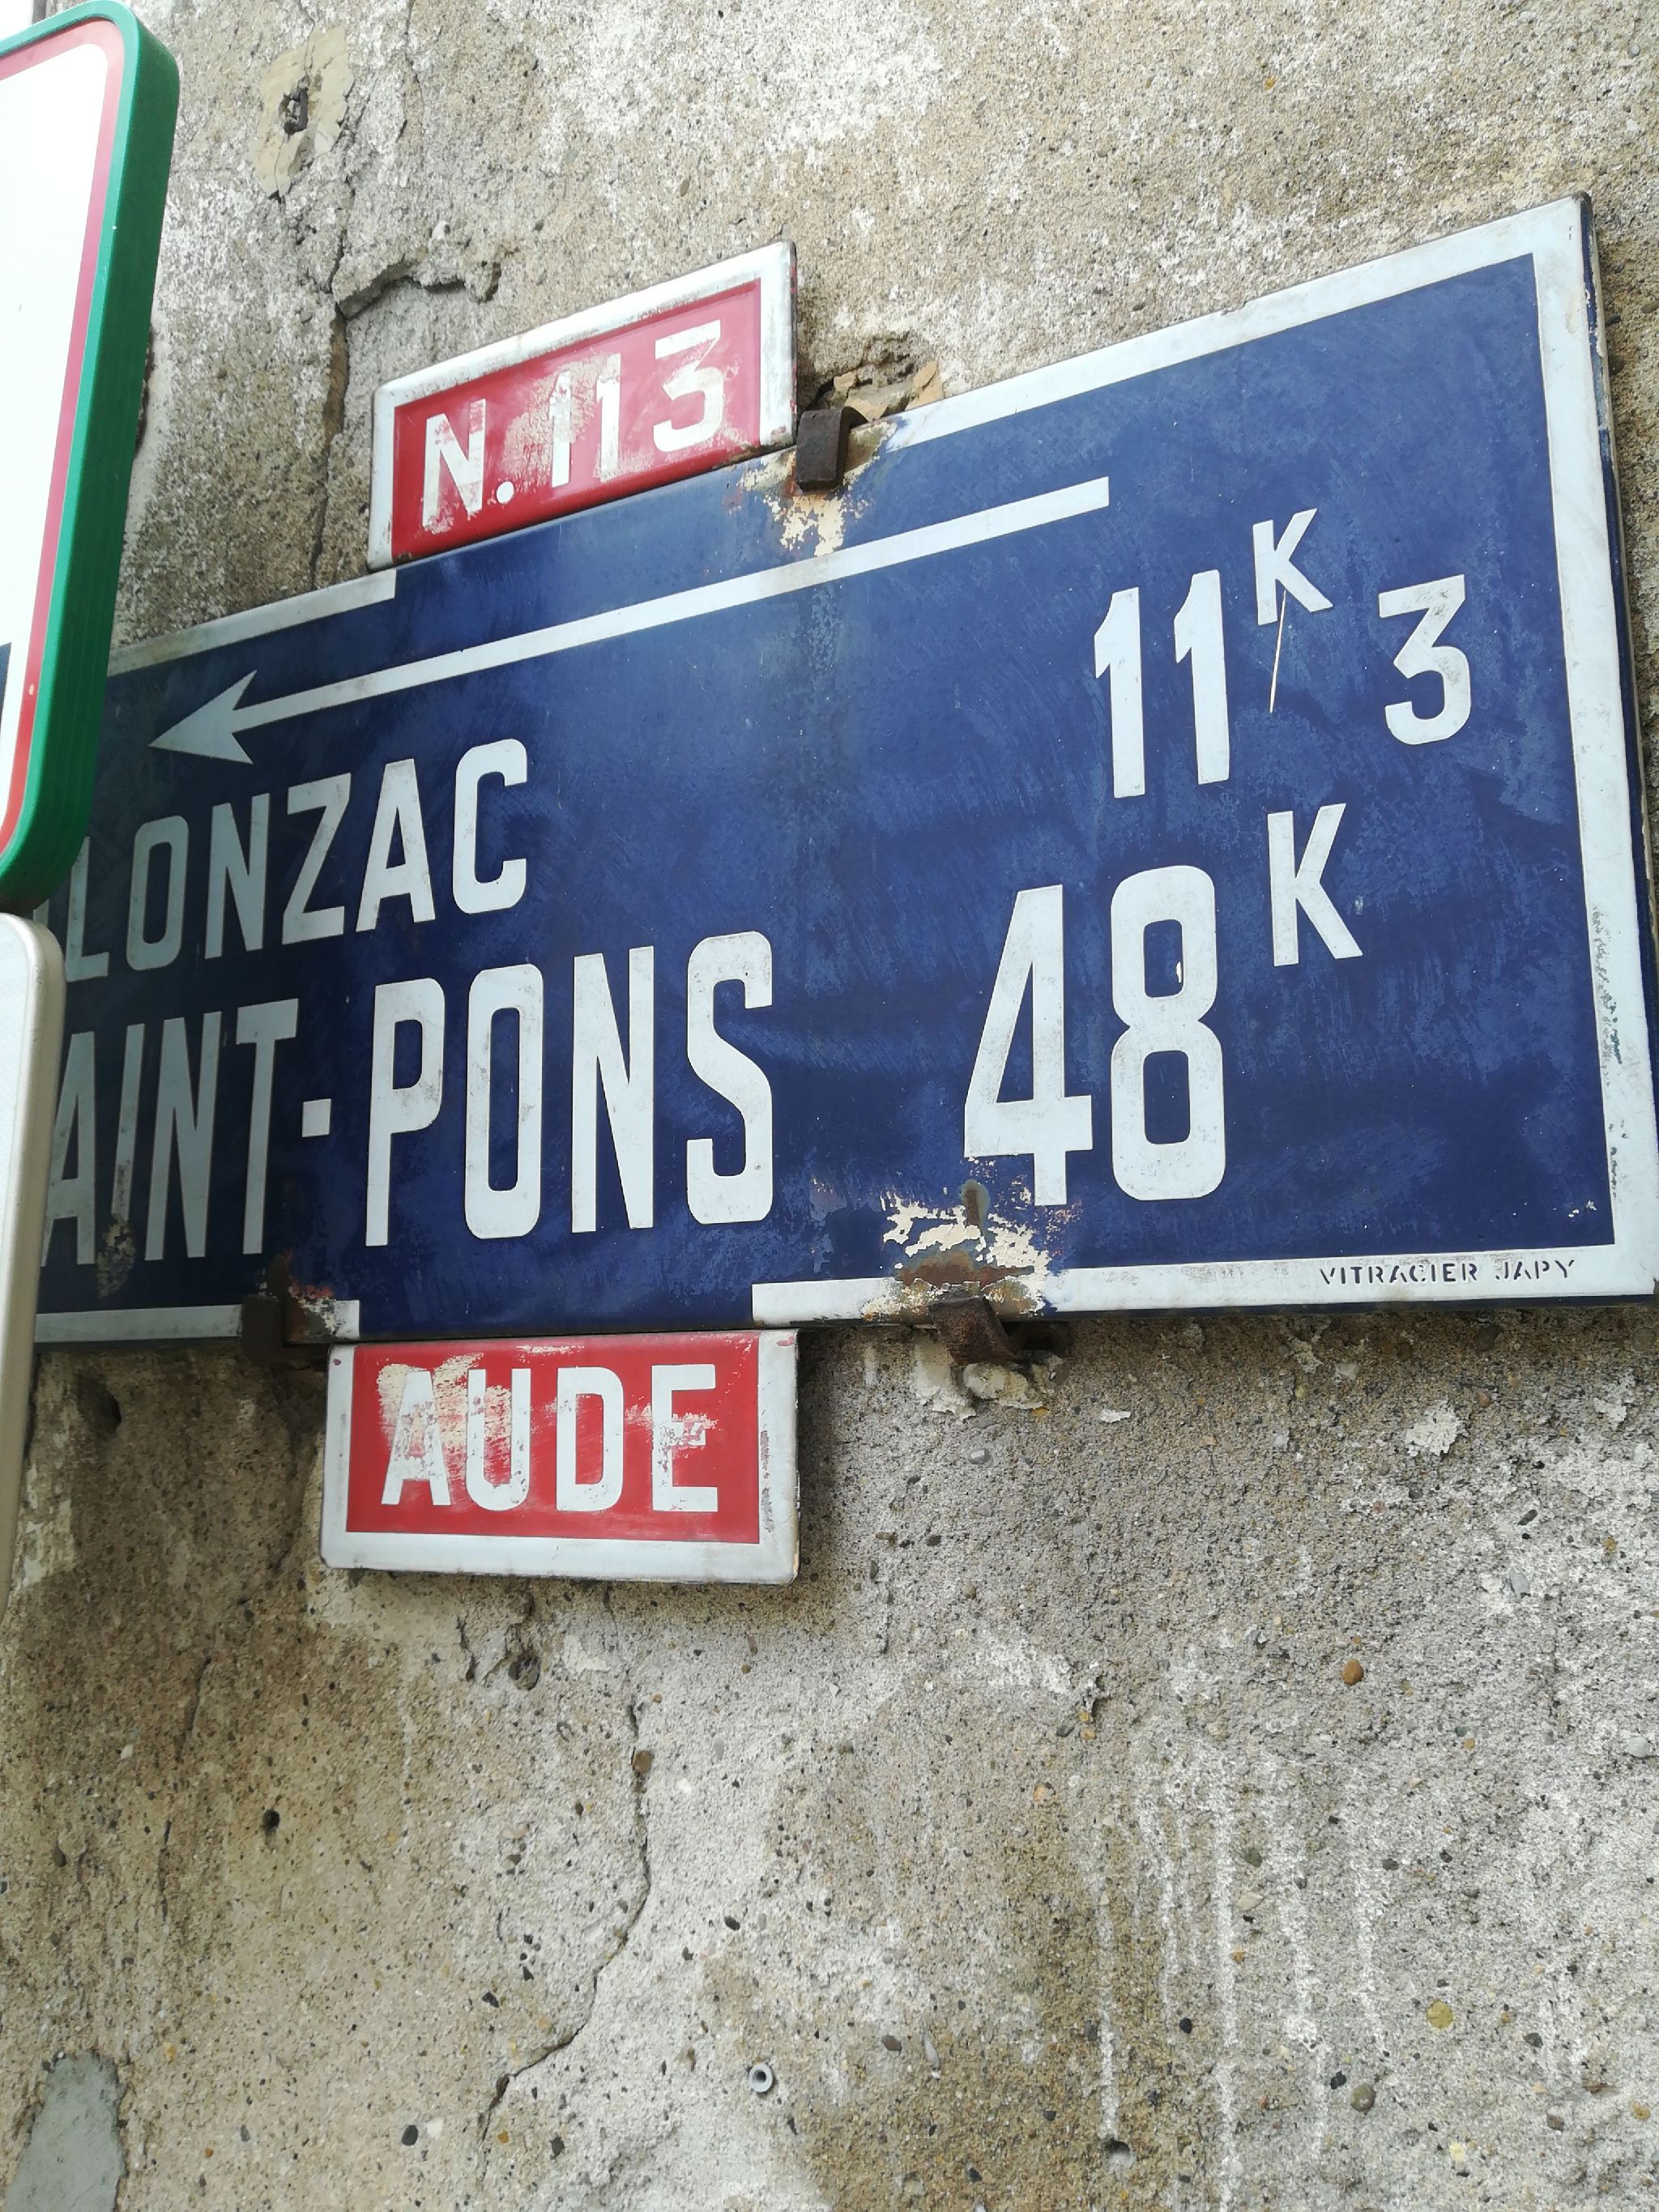 N.113
LONZAC 11K3
AINT-PONS 48K
VITRACIER JAPY
AUDE